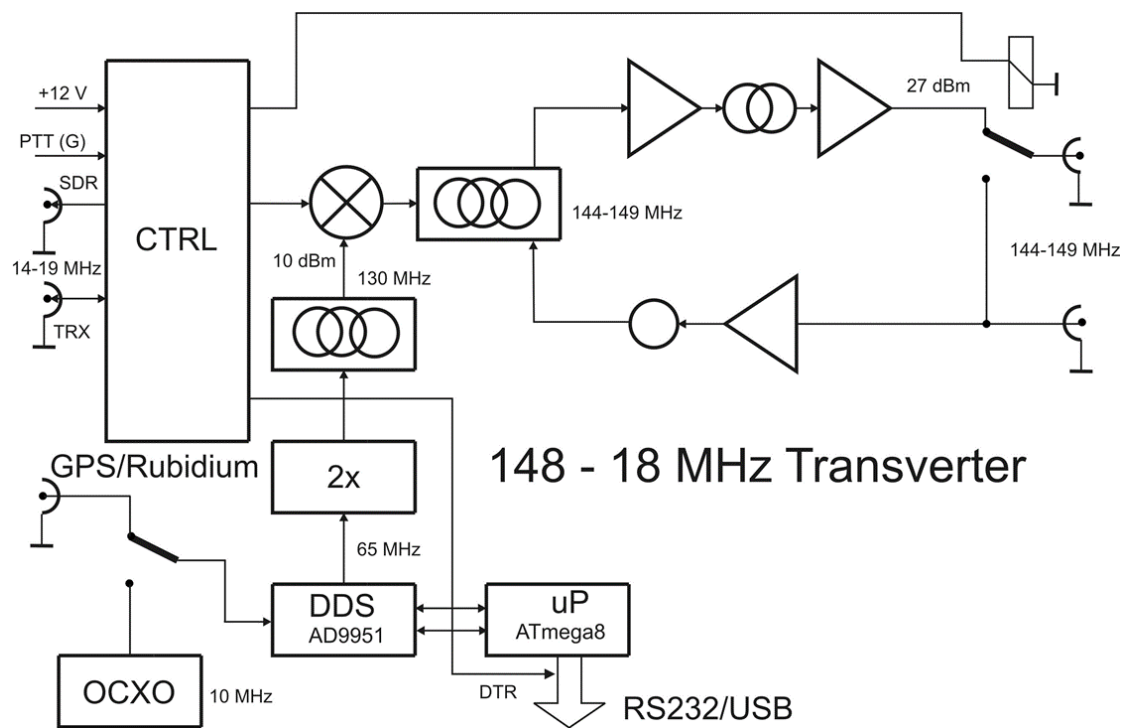 +12 V
PTT (G)
SDR
CTRL
14-19 MHz
TRX
10 dBm
130 MHz
144-149 MHz
27 dBm
144-149 MHz
GPS/Rubidium
2x
148 - 18 MHz Transverter
65 MHz
DDS
AD9951
uP
ATmega8
OCXO
10 MHz
DTR
RS232/USB